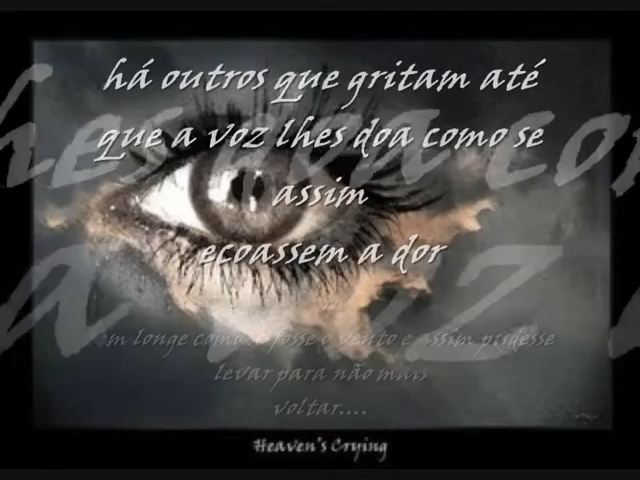 há outros que gritam até
que a voz lhes doa como se
assim
ecoassem a dor
longe como se fosse o vento e assim pudesse
levar para não mais
voltar....
Heaven's Crying